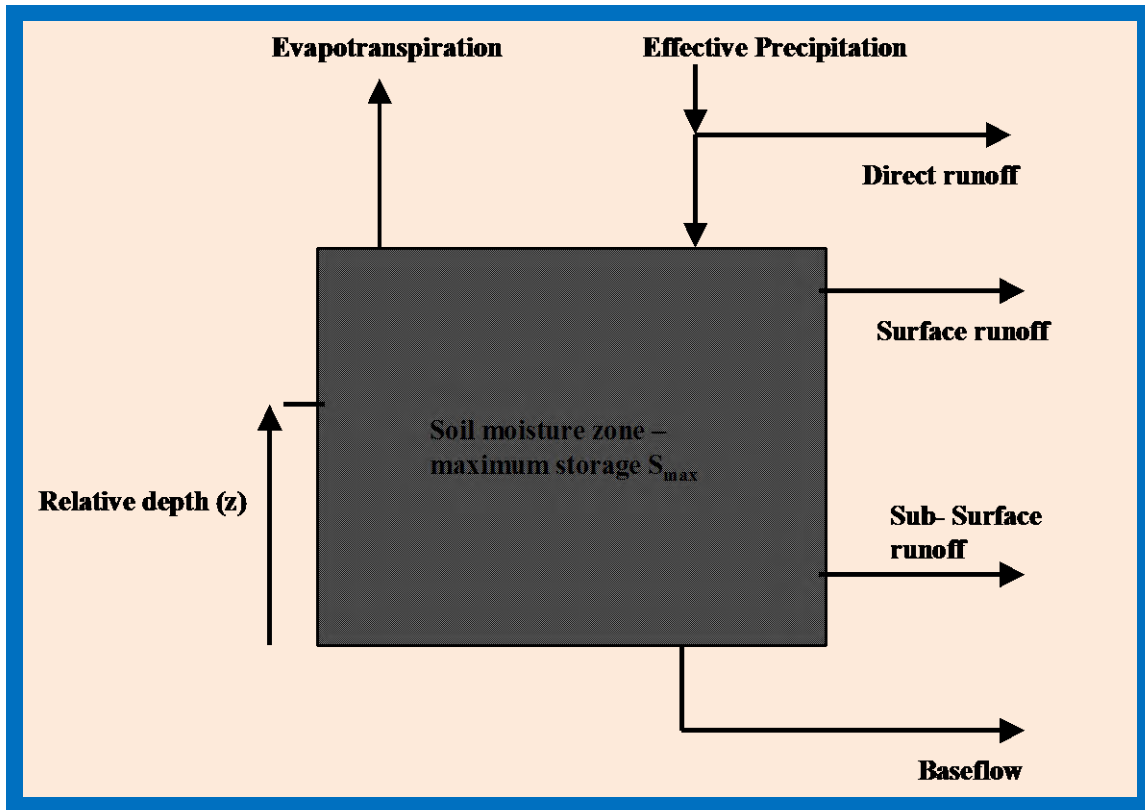 Evapotranspiration
Effective Precipitation
Direct runoff
Surface runoff
Soil moisture zone –
maximum storage Smax
Relative depth (z)
Sub- Surface
runoff
Baseflow